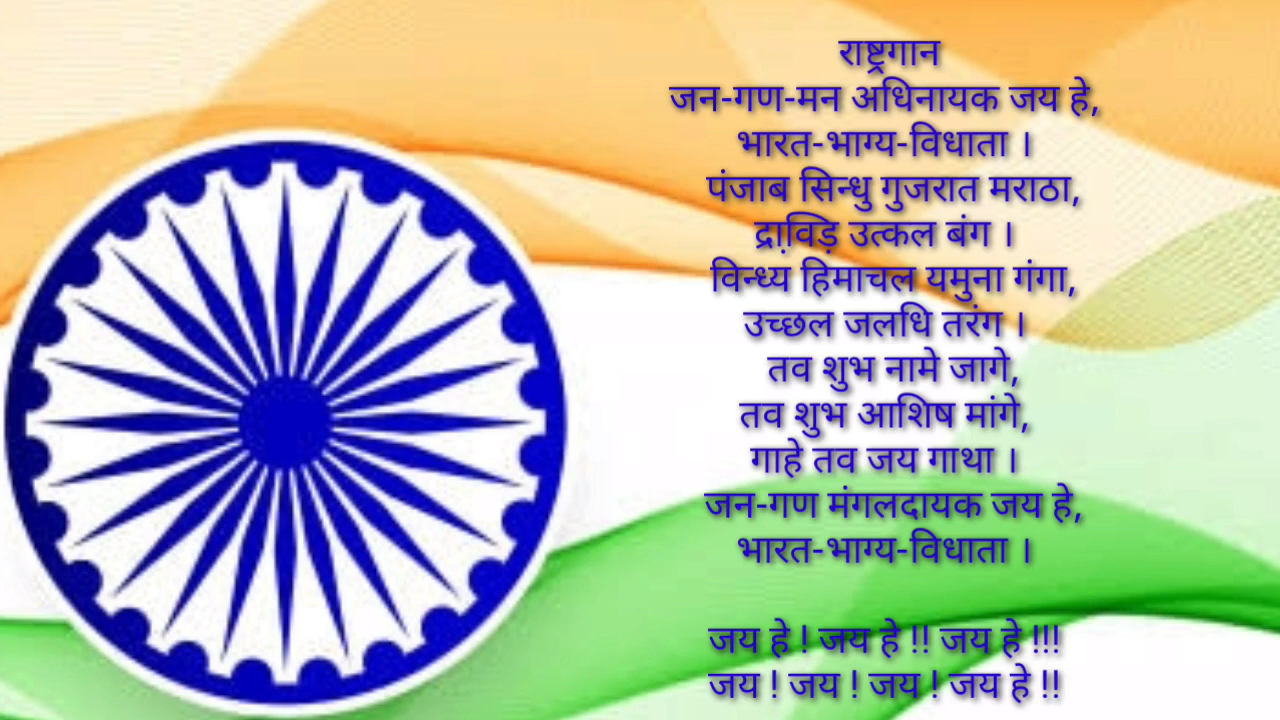 राष्ट्रगान
जन-गण-मन अधिनायक जय हे,
भारत-भाग्य-विधाता ।
पंजाब सिन्धु गुजरात मराठा,
द्रा‌व़िड़ उत्कल बंग ।
विन्ध्य हिमाचल यमुना गंगा,
उच्छल जलधि तरंग ।
तव शुभ नामे जागे,
तव शुभ आशिष मांगे,
गाहे तव जय गाथा ।
जन-गण मंगलदायक जय हे,
भारत-भाग्य-विधाता ।
जय हे ! जय हे !! जय हे !!!
जय ! जय ! जय ! जय हे !!